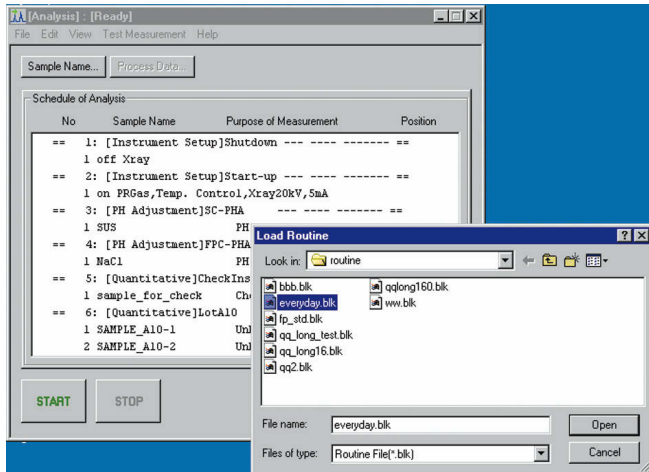 [Analysis] : [Ready]
File Edit View Test Measurement Help
Sample Name... Process Data...
Schedule of Analysis
No Sample Name Purpose of Measurement Position
== 1: [Instrument Setup]Shutdown --- ---- ------- ==
1 off Xray
== 2: [Instrument Setup]Start-up --- ---- ------- ==
1 on PRGas,Temp. Control,Xray20kV,5mA
== 3: [PH Adjustment]SC-PHA --- ---- ------- ==
1 SUS PH
== 4: [PH Adjustment]FPC-PHA
1 NaCl PH
== 5: [Quantitative]CheckIns
1 sample_for_check Ch
== 6: [Quantitative]LotA10
1 SAMPLE_A10-1 Un
2 SAMPLE_A10-2 Un
START STOP
Load Routine
Look in: routine
bbb.blk qqlong160.blk
everyday.blk ww.blk
fp_std.blk
qq_long_test.blk
qq_long16.blk
qq2.blk
File name: everyday.blk Open
Files of type: Routine File(*.blk) Cancel